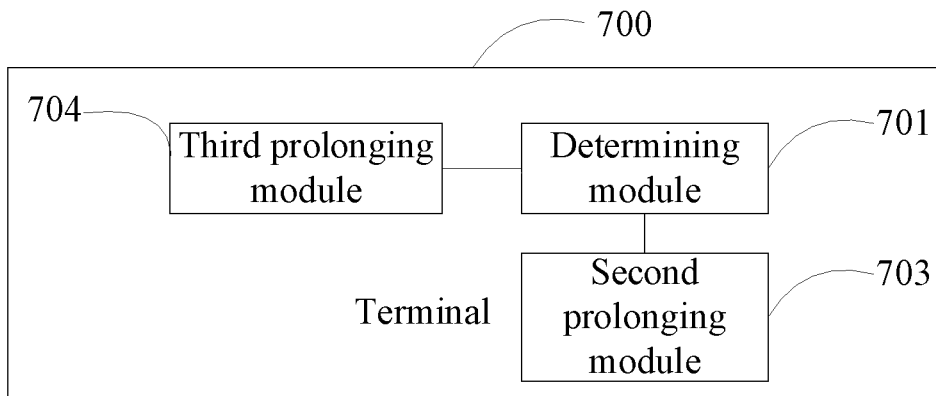 700
704
Third prolonging
module
Determining
module
701
Second
prolonging
module
703
Terminal